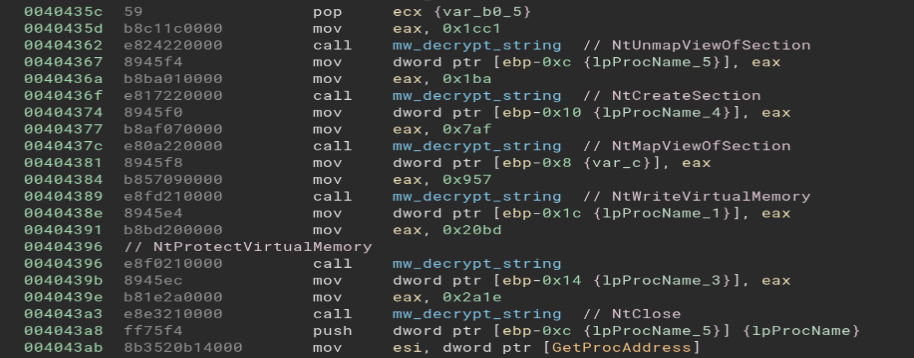 0040435c  59              pop     ecx {var_b0_5}
0040435d  b8c11c0000      mov     eax, 0x1cc1
00404362  e824220000      call    mw_decrypt_string  // NtUnmapViewOfSection
00404367  8945f4          mov     dword ptr [ebp-0xc {lpProcName_5}], eax
0040436a  b8ba010000      mov     eax, 0x1ba
0040436f  e817220000      call    mw_decrypt_string  // NtCreateSection
00404374  8945f0          mov     dword ptr [ebp-0x10 {lpProcName_4}], eax
00404377  b8af070000      mov     eax, 0x7af
0040437c  e80a220000      call    mw_decrypt_string  // NtMapViewOfSection
00404381  8945f8          mov     dword ptr [ebp-0x8 {var_c}], eax
00404384  b857090000      mov     eax, 0x957
00404389  e8fd210000      call    mw_decrypt_string  // NtWriteVirtualMemory
0040438e  8945e4          mov     dword ptr [ebp-0x1c {lpProcName_1}], eax
00404391  b8bd200000      mov     eax, 0x20bd
00404396  // NtProtectVirtualMemory
00404396  e8f0210000      call    mw_decrypt_string
0040439b  8945ec          mov     dword ptr [ebp-0x14 {lpProcName_3}], eax
0040439e  b81e2a0000      mov     eax, 0x2a1e
004043a3  e8e3210000      call    mw_decrypt_string  // NtClose
004043a8  ff75f4          push    dword ptr [ebp-0xc {lpProcName_5}] {lpProcName}
004043ab  8b3520b14000    mov     esi, dword ptr [GetProcAddress]